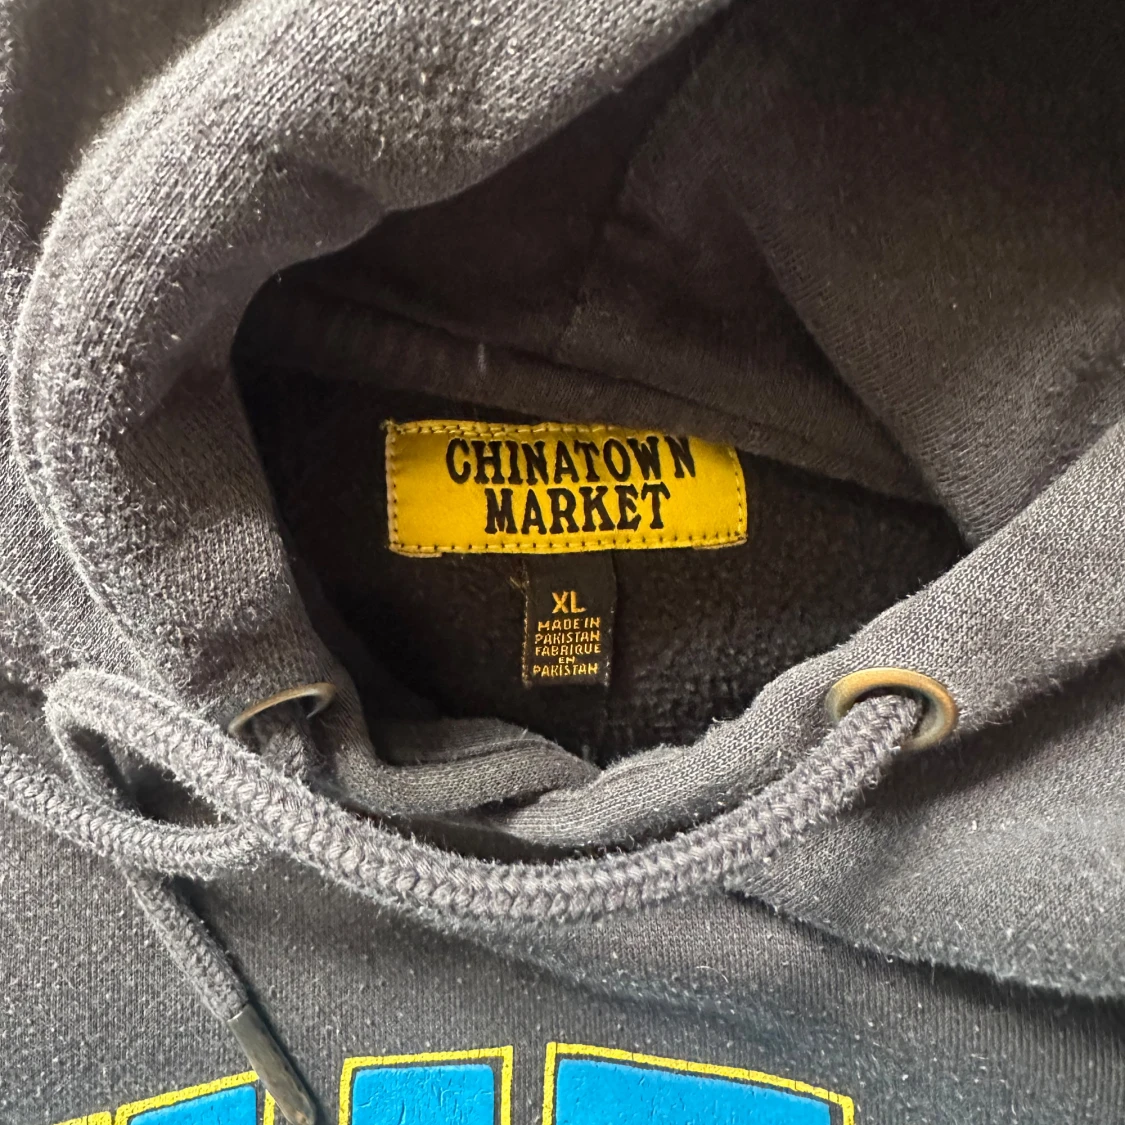 CHINATOWN
MARKET
XL
MADE IN
PAKISTAN
FABRIQUE
EN
PAKISTAN